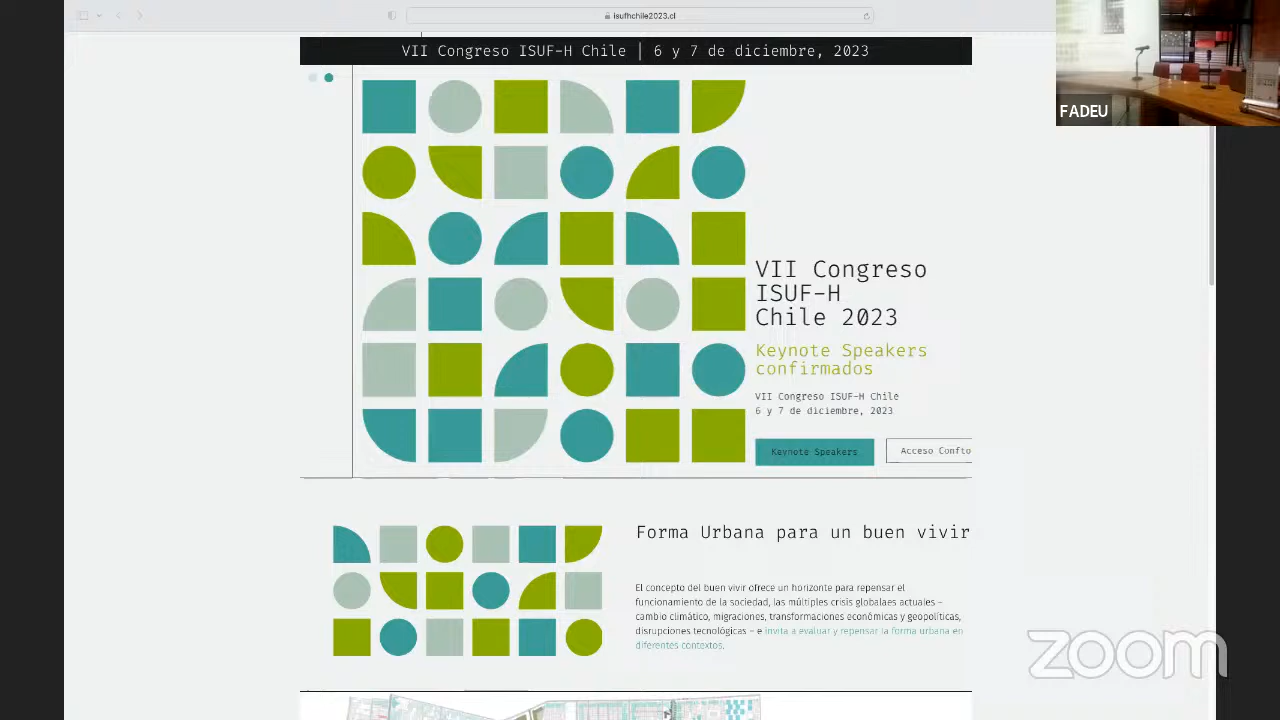 isufhchile2023.cl
VII Congreso ISUF-H Chile | 6 y 7 de diciembre, 2023
FADEU
VII Congreso
ISUF-H
Chile 2023
Keynote Speakers
confirmados
VII Congreso ISUF-H Chile
6 y 7 de diciembre, 2023
Keynote Speakers
Acceso Confto
Forma Urbana para un buen vivir
El concepto del buen vivir ofrece un horizonte para repensar el
funcionamiento de la sociedad, las múltiples crisis globalaes actuales –
cambio climático, migraciones, transformaciones económicas y geopolíticas,
disrupciones tecnológicas – e invita a evaluar y repensar la forma urbana en
diferentes contextos.
zoom